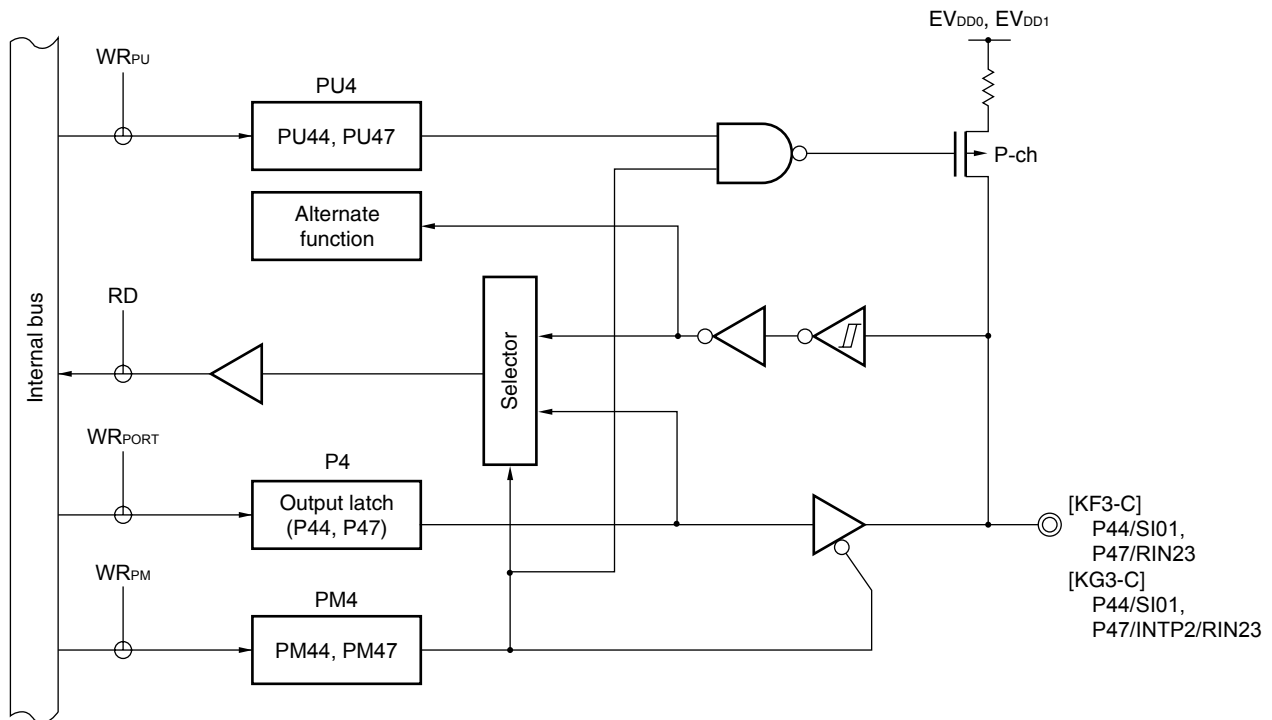 EVDD0, EVDD1
WRPU
PU4
PU44, PU47
P-ch
Alternate
function
RD
Internal bus
Selector
WRPORT
P4
Output latch
(P44, P47)
[KF3-C]
P44/SI01,
P47/RIN23
[KG3-C]
P44/SI01,
P47/INTP2/RIN23
WRPM
PM4
PM44, PM47